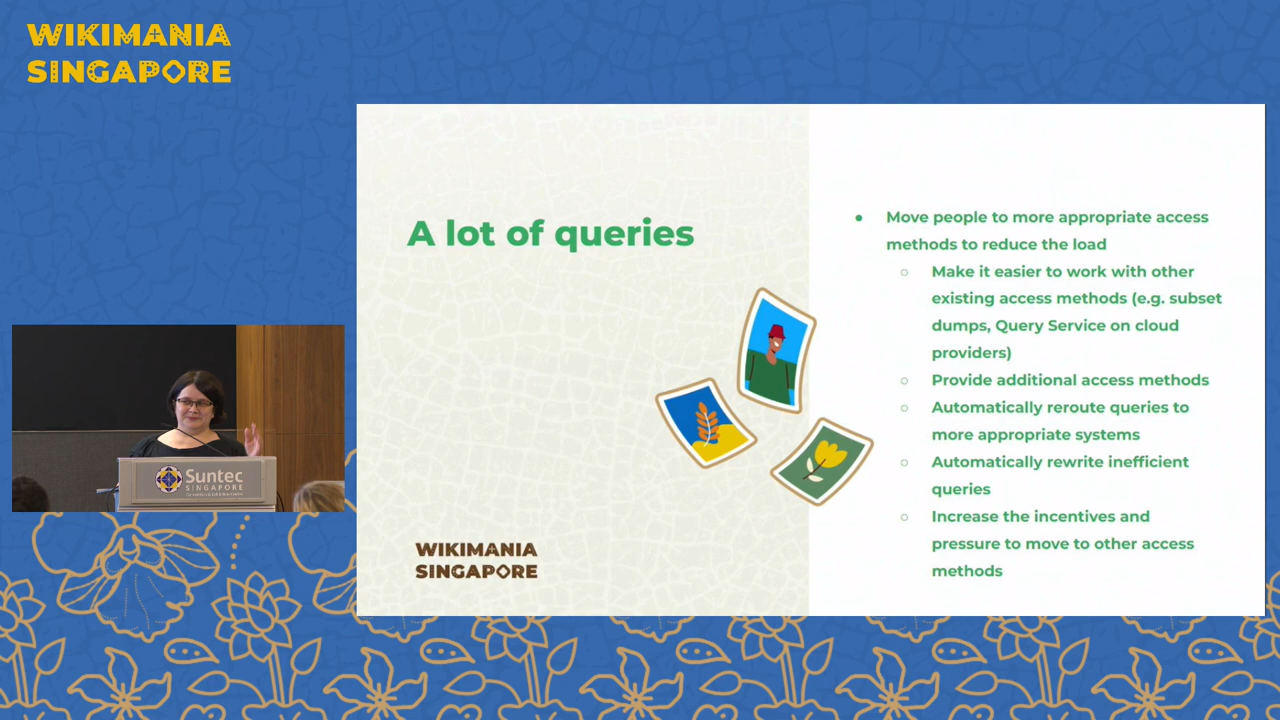 WIKIMANIA
SINGAPORE
A lot of queries
● Move people to more appropriate access
methods to reduce the load
○ Make it easier to work with other
existing access methods (e.g. subset
dumps, Query Service on cloud
providers)
○ Provide additional access methods
○ Automatically reroute queries to
more appropriate systems
○ Automatically rewrite inefficient
queries
○ Increase the incentives and
pressure to move to other access
methods
WIKIMANIA
SINGAPORE
Suntec
SINGAPORE